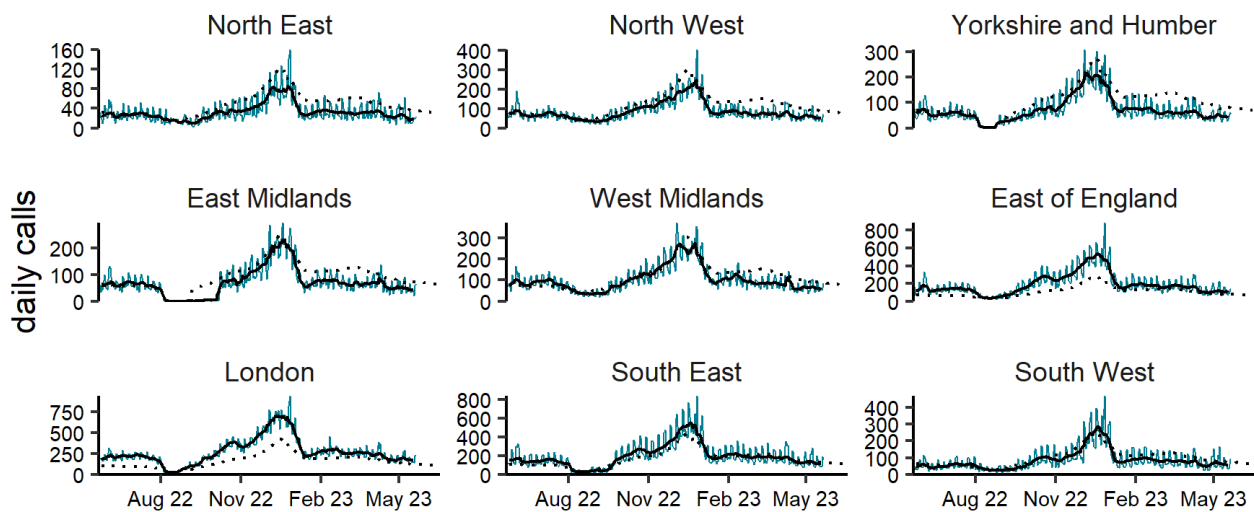 North East North West Yorkshire and Humber
160 400 300
120 300 200
80 200 100
40 100 0
0 0
East Midlands West Midlands East of England
200 300 800
100 200 600
0 100 400
0 200
0
daily calls
London South East South West
750 800 400
500 600 300
250 400 200
0 200 100
0 0
Aug 22 Nov 22 Feb 23 May 23 Aug 22 Nov 22 Feb 23 May 23 Aug 22 Nov 22 Feb 23 May 23